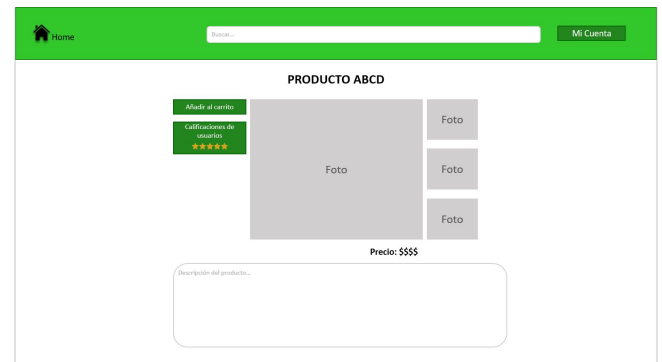 Home
Buscar...
Mi Cuenta
PRODUCTO ABCD
Añadir al carrito
Calificaciones de
usuarios
Foto
Foto
Foto
Foto
Precio: $$$$
Descripción del producto...